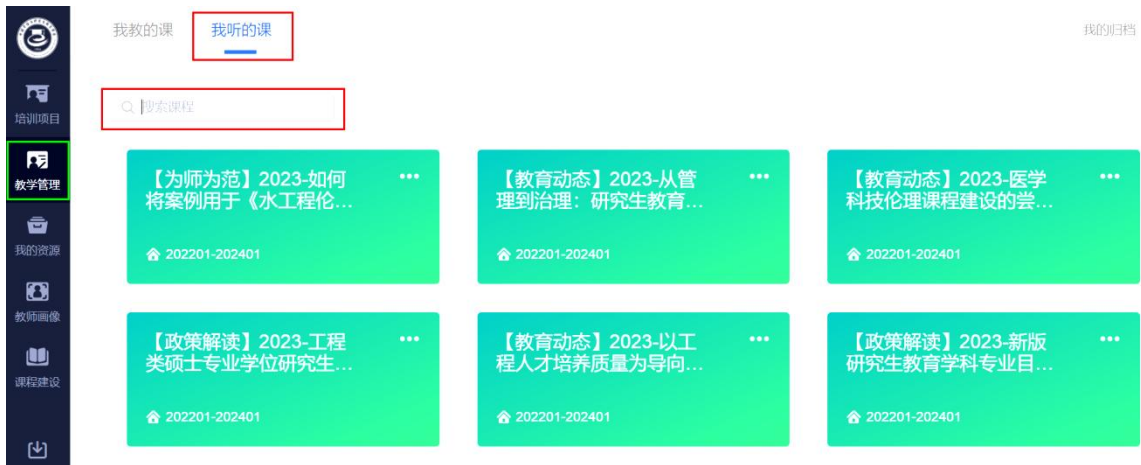 我教的课
我听的课
我的归档
搜索课程
培训项目
教学管理
我的资源
教师画像
课程建设
【为师为范】2023-如何
将案例用于《水工程伦...
202201-202401
【教育动态】2023-从管
理到治理：研究生教育...
202201-202401
【教育动态】2023-医学
科技伦理课程建设的尝...
202201-202401
【政策解读】2023-工程
类硕士专业学位研究生...
202201-202401
【教育动态】2023-以工
程人才培养质量为导向...
202201-202401
【政策解读】2023-新版
研究生教育学科专业目...
202201-202401